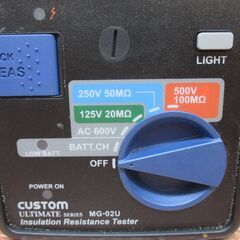 LIGHT
EAS
250V 50MΩ
500V
100MΩ
125V 20MΩ
AC 600V
BATT.CH
LOW BATT.
OFF
POWER ON
CUSTOM
ULTIMATE SERIES MG-02U
Insulation Resistance Tester